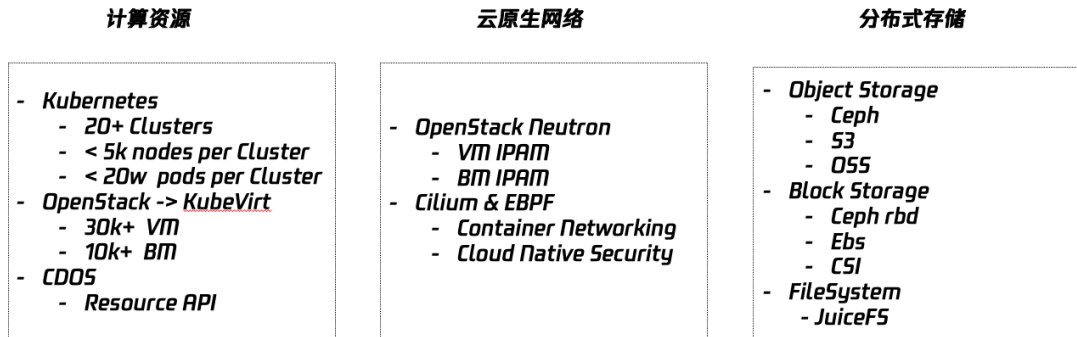 计算资源
- Kubernetes
- 20+ Clusters
- < 5k nodes per Cluster
- < 20w pods per Cluster
- OpenStack -> KubeVirt
- 30k+ VM
- 10k+ BM
- CDOS
- Resource API
云原生网络
- OpenStack Neutron
- VM IPAM
- BM IPAM
- Cilium & EBPF
- Container Networking
- Cloud Native Security
分布式存储
- Object Storage
- Ceph
- S3
- OSS
- Block Storage
- Ceph rbd
- Ebs
- CSI
- FileSystem
- JuiceFS